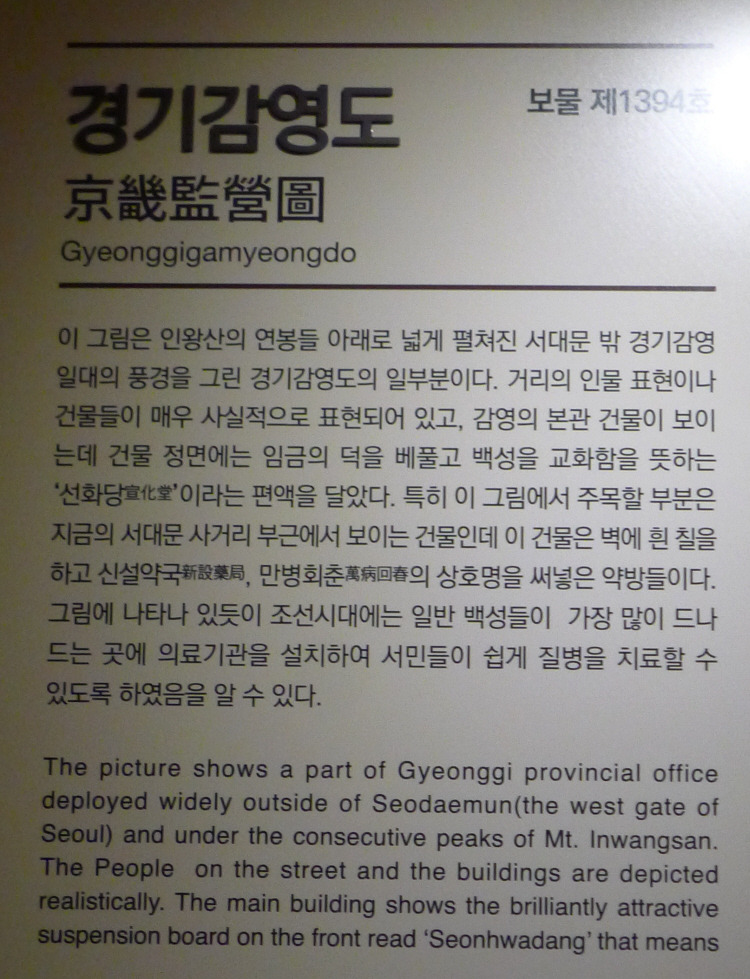 경기감영도
보물 제1394호
京畿監營圖
Gyeonggigamyeongdo
이 그림은 인왕산의 연봉들 아래로 넓게 펼쳐진 서대문 밖 경기감영
일대의 풍경을 그린 경기감영도의 일부분이다. 거리의 인물 표현이나
건물들이 매우 사실적으로 표현되어 있고, 감영의 본관 건물이 보이
는데 건물 정면에는 임금의 덕을 베풀고 백성을 교화함을 뜻하는
‘선화당宣化堂’이라는 편액을 달았다. 특히 이 그림에서 주목할 부분은
지금의 서대문 사거리 부근에서 보이는 건물인데 이 건물은 벽에 흰 칠을
하고 신설약국新設藥局, 만병회춘萬病回春의 상호명을 써넣은 약방들이다.
그림에 나타나 있듯이 조선시대에는 일반 백성들이 가장 많이 드나
드는 곳에 의료기관을 설치하여 서민들이 쉽게 질병을 치료할 수
있도록 하였음을 알 수 있다.
The picture shows a part of Gyeonggi provincial office
deployed widely outside of Seodaemun(the west gate of
Seoul) and under the consecutive peaks of Mt. Inwangsan.
The People on the street and the buildings are depicted
realistically. The main building shows the brilliantly attractive
suspension board on the front read ‘Seonhwadang’ that means